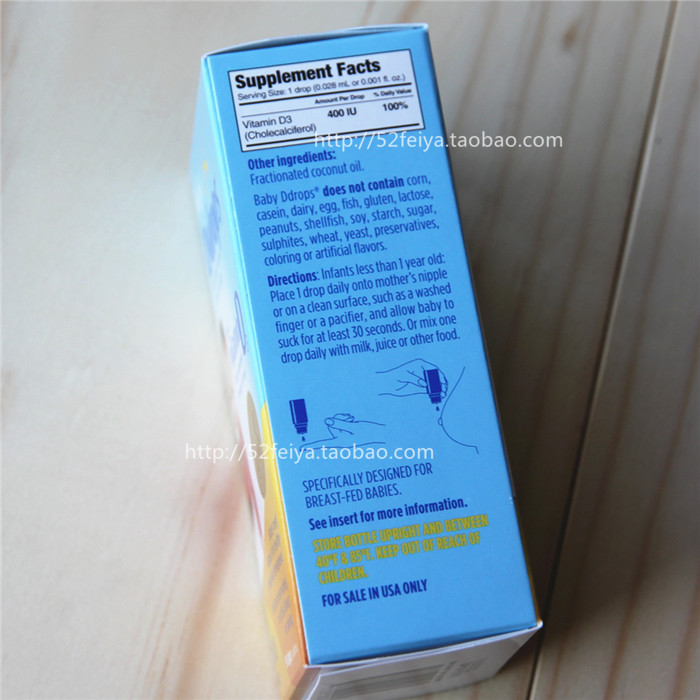 Supplement Facts
Serving Size: 1 drop (0.028 mL or 0.001 fl. oz.)
Amount Per Drop % Daily Value
Vitamin D3 400 IU 100%
(Cholecalciferol)
http://52feiya.taobao.com
Other ingredients:
Fractionated coconut oil.
Baby Ddrops® does not contain corn,
casein, dairy, egg, fish, gluten, lactose,
peanuts, shellfish, soy, starch, sugar,
sulphites, wheat, yeast, preservatives,
coloring or artificial flavors.
Directions: Infants less than 1 year old:
Place 1 drop daily onto mother's nipple
or on a clean surface, such as a washed
finger or a pacifier, and allow baby to
suck for at least 30 seconds. Or mix one
drop daily with milk, juice or other food.
http://52feiya.taobao.com
SPECIFICALLY DESIGNED FOR
BREAST-FED BABIES.
See insert for more information.
STORE BOTTLE UPRIGHT AND BETWEEN
40°F & 85°F. KEEP OUT OF REACH OF
CHILDREN.
FOR SALE IN USA ONLY